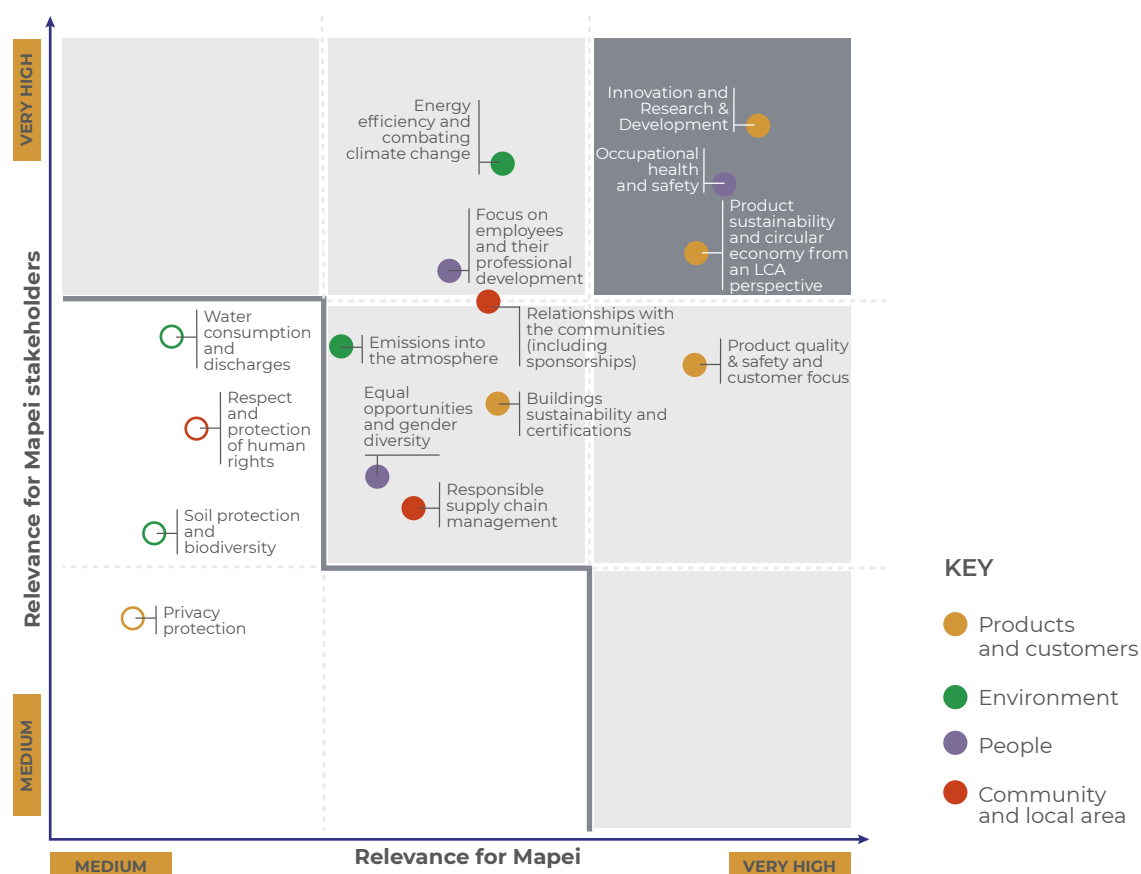 VERY HIGH
Relevance for Mapei stakeholders
MEDIUM
Energy
efficiency and
combating
climate change
Innovation and
Research &
Development
Occupational
health
and safety
Product
sustainability
and circular
economy from
an LCA
perspective
Focus on
employees
and their
professional
development
Water
consumption
and
discharges
Emissions into
the atmosphere
Relationships with
the communities
(including
sponsorships)
Product quality
& safety and
customer focus
Respect
and
protection
of human
rights
Equal
opportunities
and gender
diversity
Buildings
sustainability and
certifications
Responsible
supply chain
management
Soil protection
and
biodiversity
Privacy
protection
MEDIUM
Relevance for Mapei
VERY HIGH
KEY
Products
and customers
Environment
People
Community
and local area